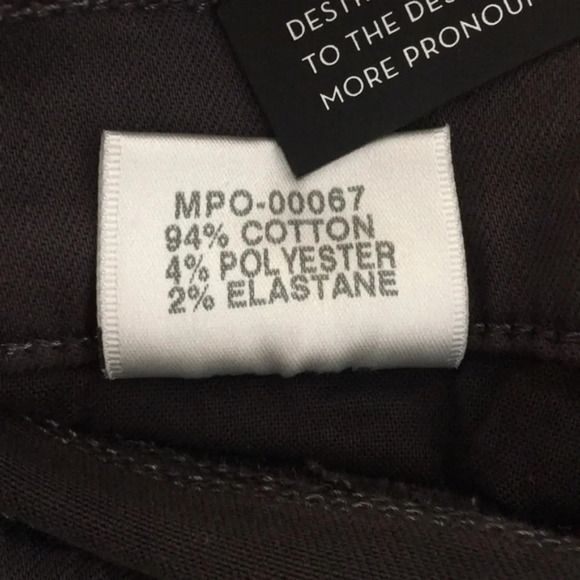 TO THE
MORE
MPO-00067
94% COTTON
4% POLYESTER
2% ELASTANE